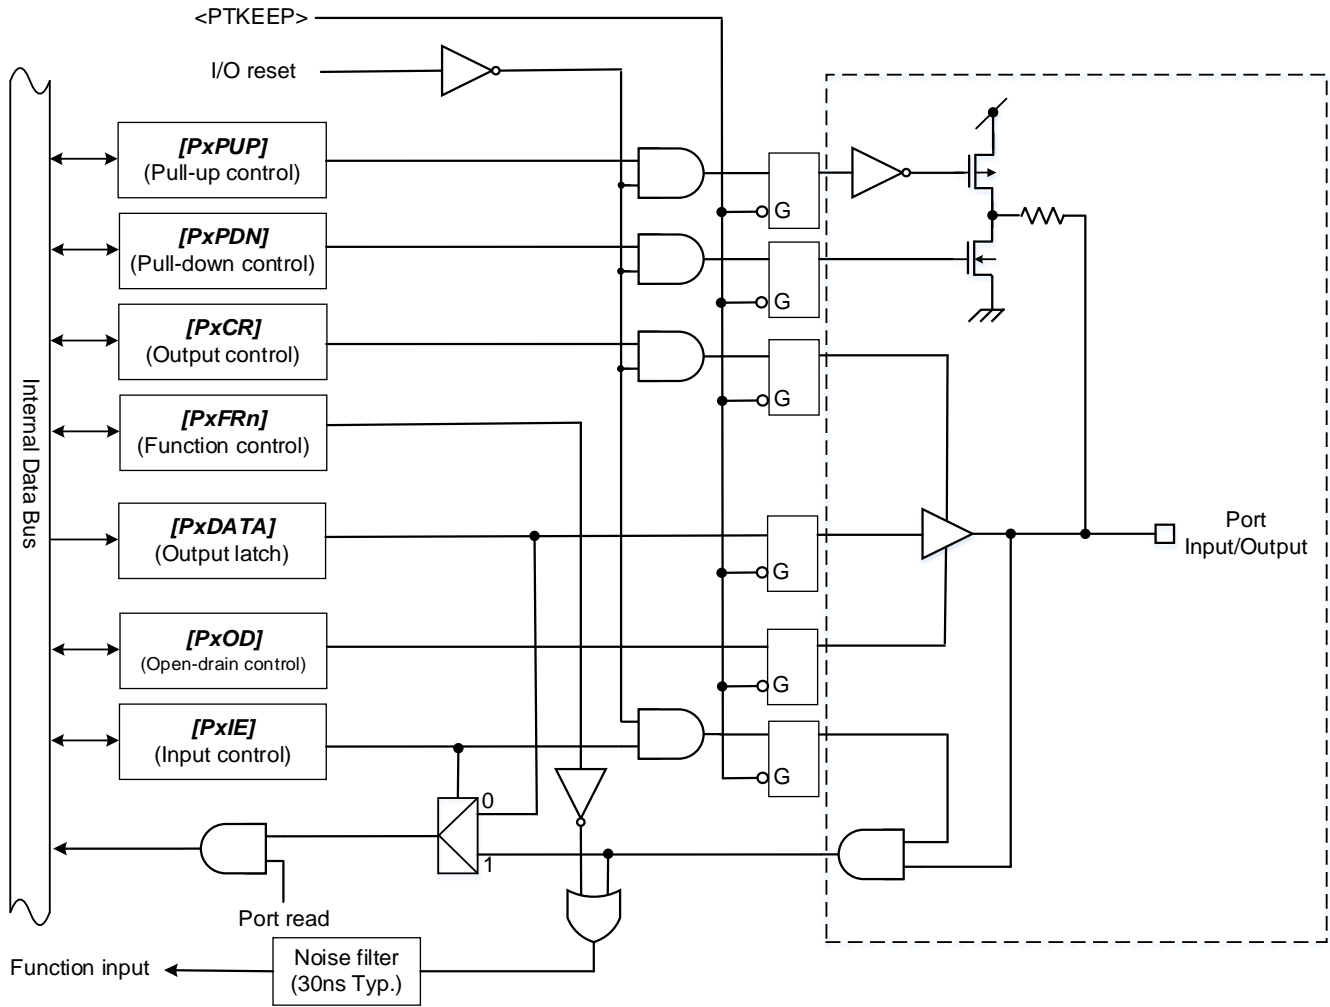 <PTKEEP>
I/O reset
[PxPUP]
(Pull-up control)
G
[PxPDN]
(Pull-down control)
G
[PxCR]
(Output control)
G
Internal Data Bus
[PxFRn]
(Function control)
[PxDATA]
(Output latch)
G
Port
Input/Output
[PxOD]
(Open-drain control)
G
[PxIE]
(Input control)
G
0
1
Port read
Noise filter
(30ns Typ.)
Function input